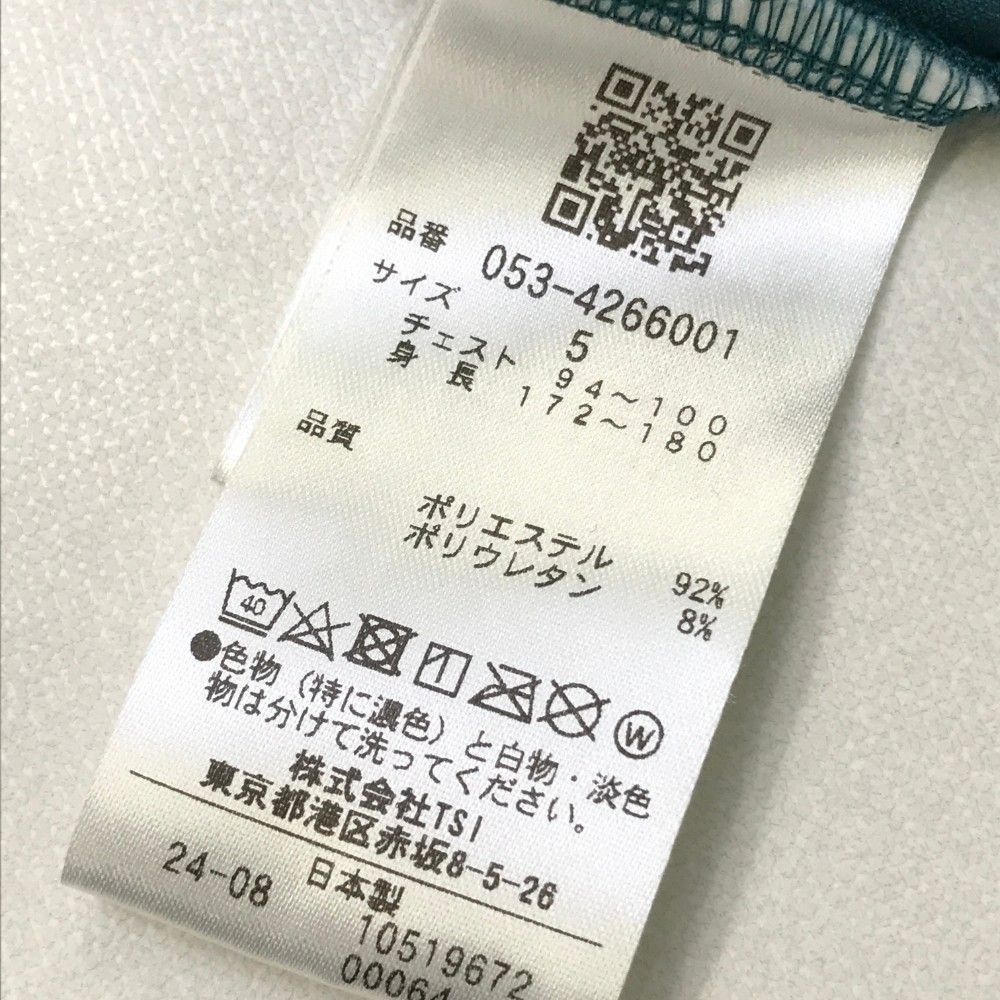 品番 053-4266001
サイズ 5
チェスト 94～100
身長 172～180
品質
ポリエステル 92%
ポリウレタン 8%
40
W
●色物(特に濃色)と白物・淡色
物は分けて洗ってください。
株式会社TSI
東京都港区赤坂8-5-26
24-08 日本製
10519672
00064